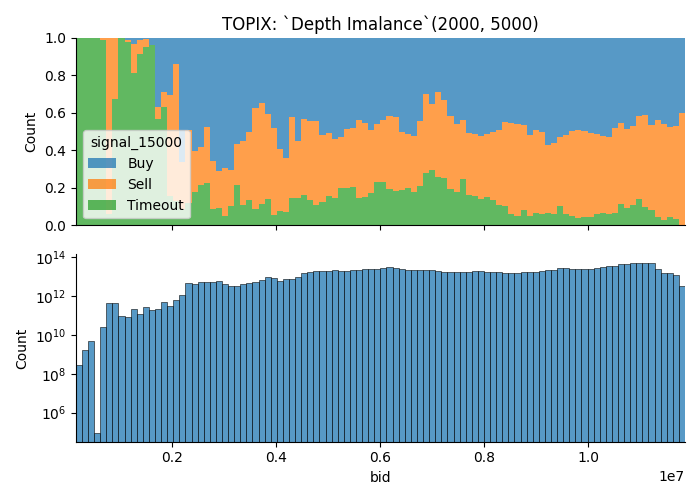 TOPIX: `Depth Imalance`(2000, 5000)
1.0
0.8
0.6
0.4
0.2
0.0
Count
signal_15000
Buy
Sell
Timeout
10^14
10^12
10^10
10^8
10^6
Count
0.2 0.4 0.6 0.8 1.0
1e7
bid